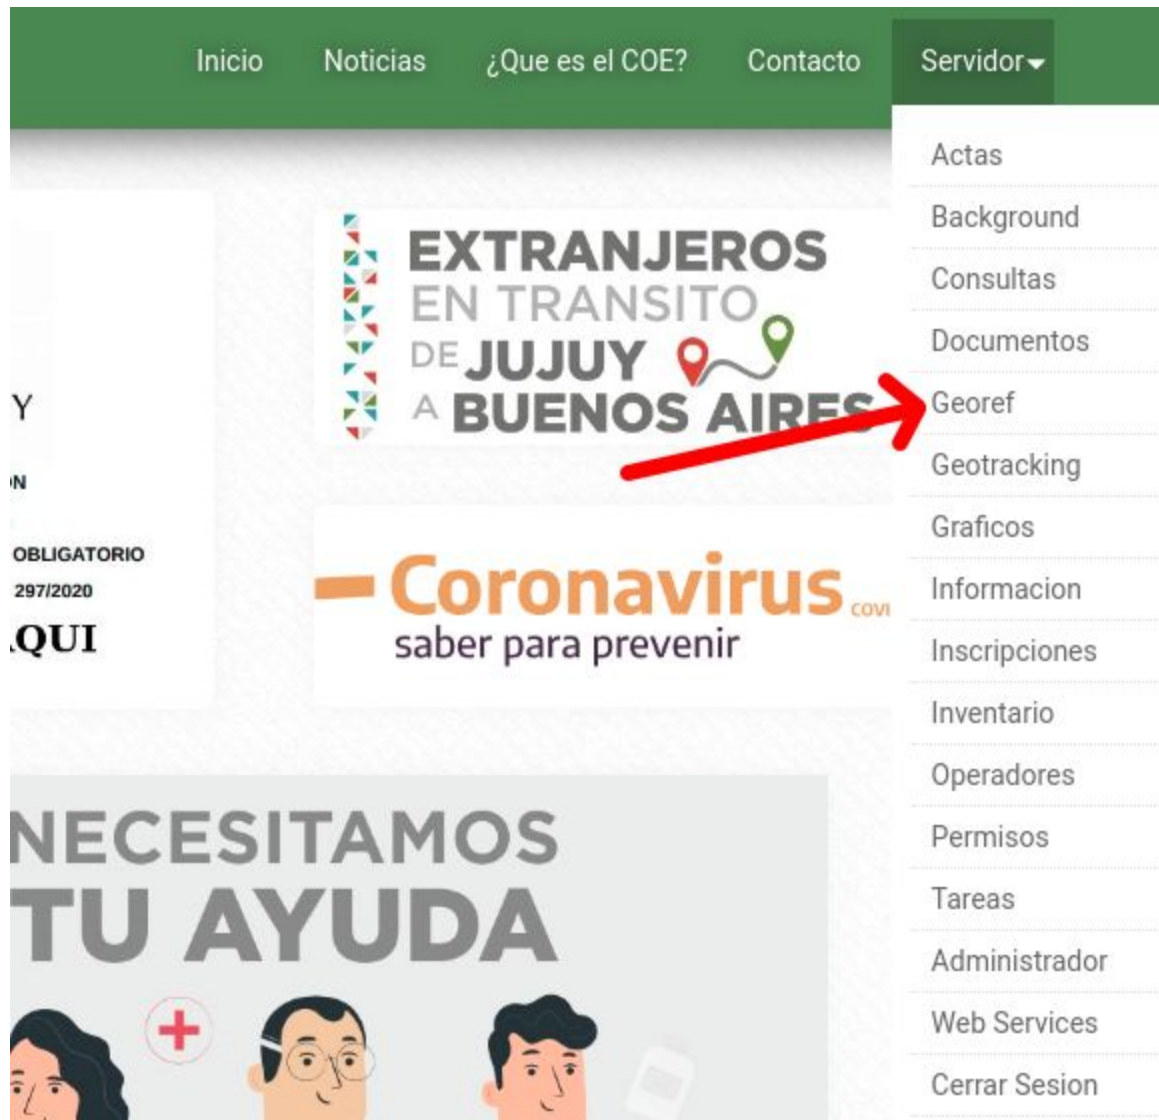 Inicio Noticias ¿Que es el COE? Contacto Servidor
Actas
Background
Consultas
Documentos
Georef
Geotracking
Graficos
Informacion
Inscripciones
Inventario
Operadores
Permisos
Tareas
Administrador
Web Services
Cerrar Sesion
Y
OBLIGATORIO
297/2020
EXTRANJEROS
EN TRANSITO
DE JUJUY
A BUENOS AIRES
Coronavirus
saber para prevenir
NECESITAMOS
TU AYUDA